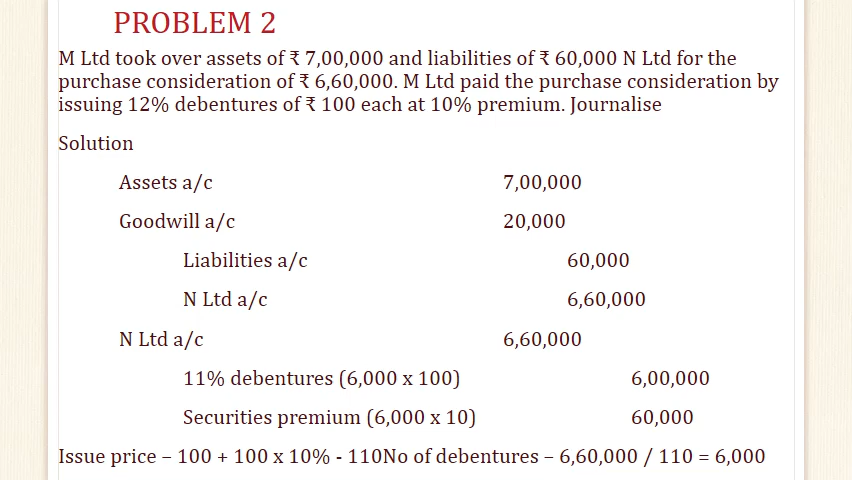 PROBLEM 2
M Ltd took over assets of ₹ 7,00,000 and liabilities of ₹ 60,000 N Ltd for the
purchase consideration of ₹ 6,60,000. M Ltd paid the purchase consideration by
issuing 12% debentures of ₹ 100 each at 10% premium. Journalise
Solution
Assets a/c 7,00,000
Goodwill a/c 20,000
Liabilities a/c 60,000
N Ltd a/c 6,60,000
N Ltd a/c 6,60,000
11% debentures (6,000 x 100) 6,00,000
Securities premium (6,000 x 10) 60,000
Issue price – 100 + 100 x 10% - 110No of debentures – 6,60,000 / 110 = 6,000